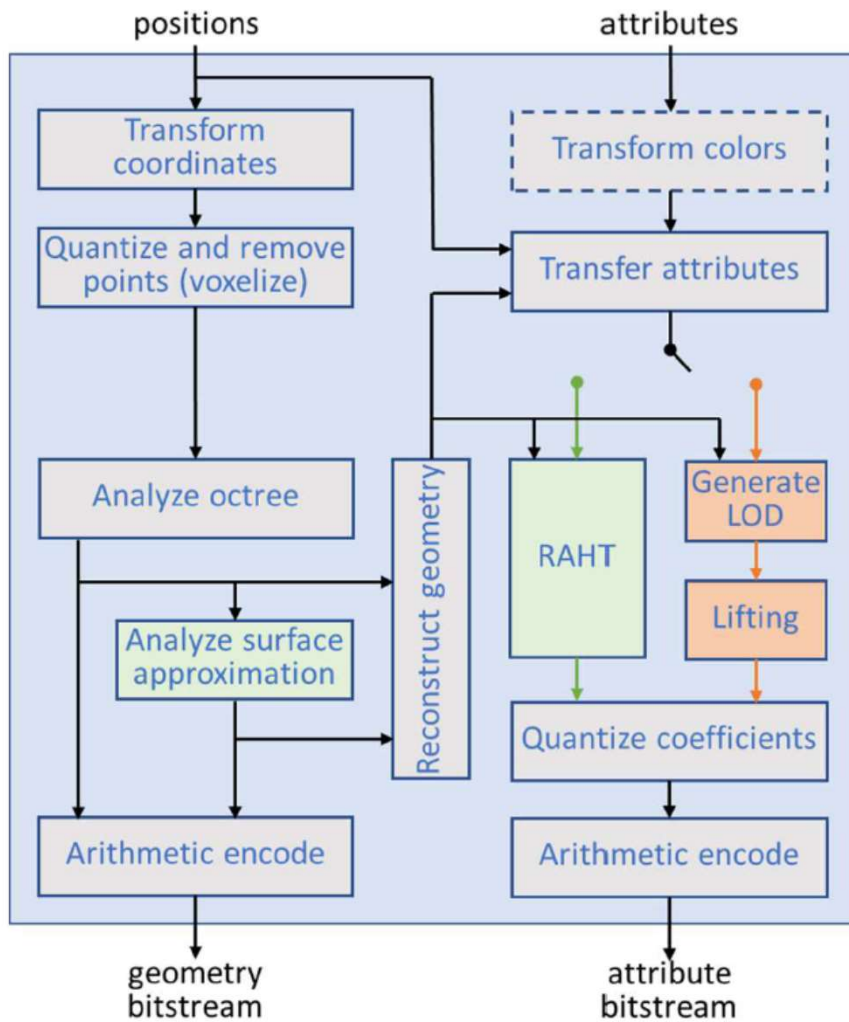 positions
attributes
Transform
coordinates
Transform colors
Quantize and remove
points (voxelize)
Transfer attributes
Analyze octree
Reconstruct geometry
RAHT
Generate
LOD
Lifting
Analyze surface
approximation
Quantize coefficients
Arithmetic encode
Arithmetic encode
geometry
bitstream
attribute
bitstream